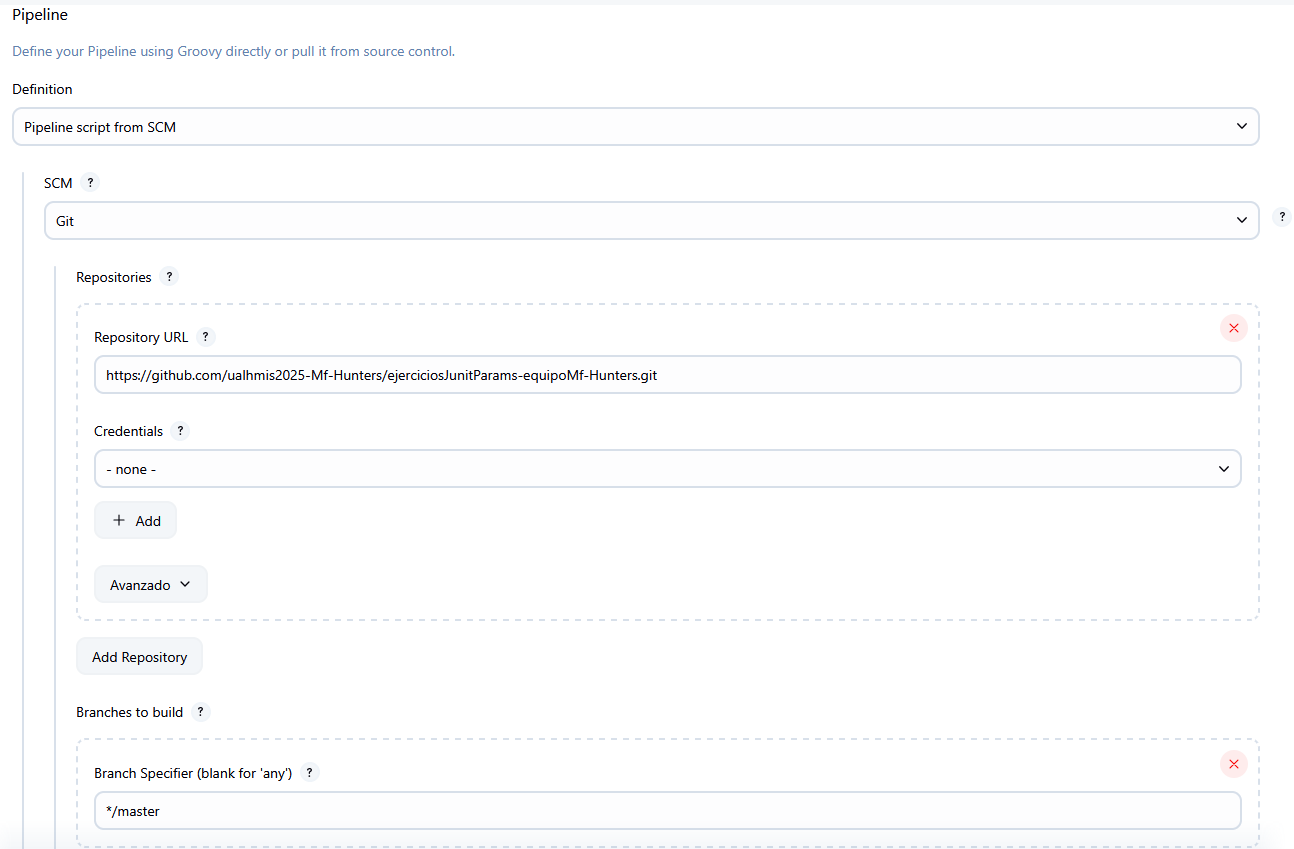 Pipeline
Define your Pipeline using Groovy directly or pull it from source control.
Definition
Pipeline script from SCM
SCM ?
Git
?
Repositories ?
Repository URL ?
https://github.com/ualhmis2025-Mf-Hunters/ejerciciosJunitParams-equipoMf-Hunters.git
Credentials ?
- none -
+ Add
Avanzado
Add Repository
Branches to build ?
Branch Specifier (blank for 'any') ?
*/master